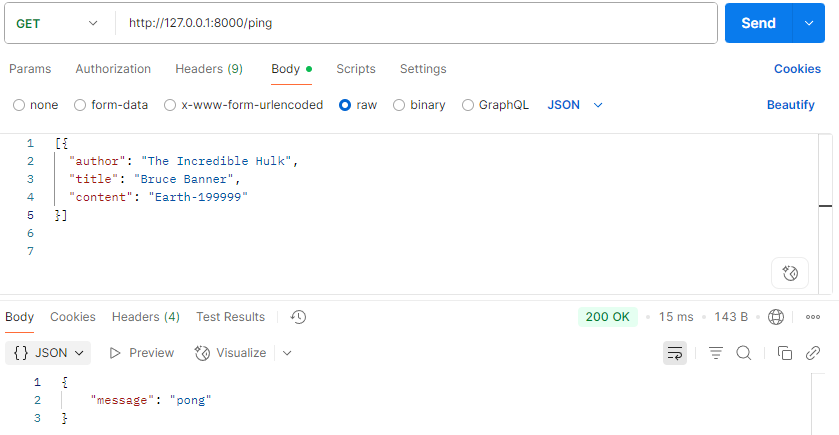 GET http://127.0.0.1:8000/ping Send
Params Authorization Headers (9) Body Scripts Settings Cookies
none form-data x-www-form-urlencoded raw binary GraphQL JSON Beautify
1 [{
2 "author": "The Incredible Hulk",
3 "title": "Bruce Banner",
4 "content": "Earth-199999"
5 }]
6
7
Body Cookies Headers (4) Test Results 200 OK • 15 ms • 143 B •
{} JSON Preview Visualize
1 {
2 "message": "pong"
3 }